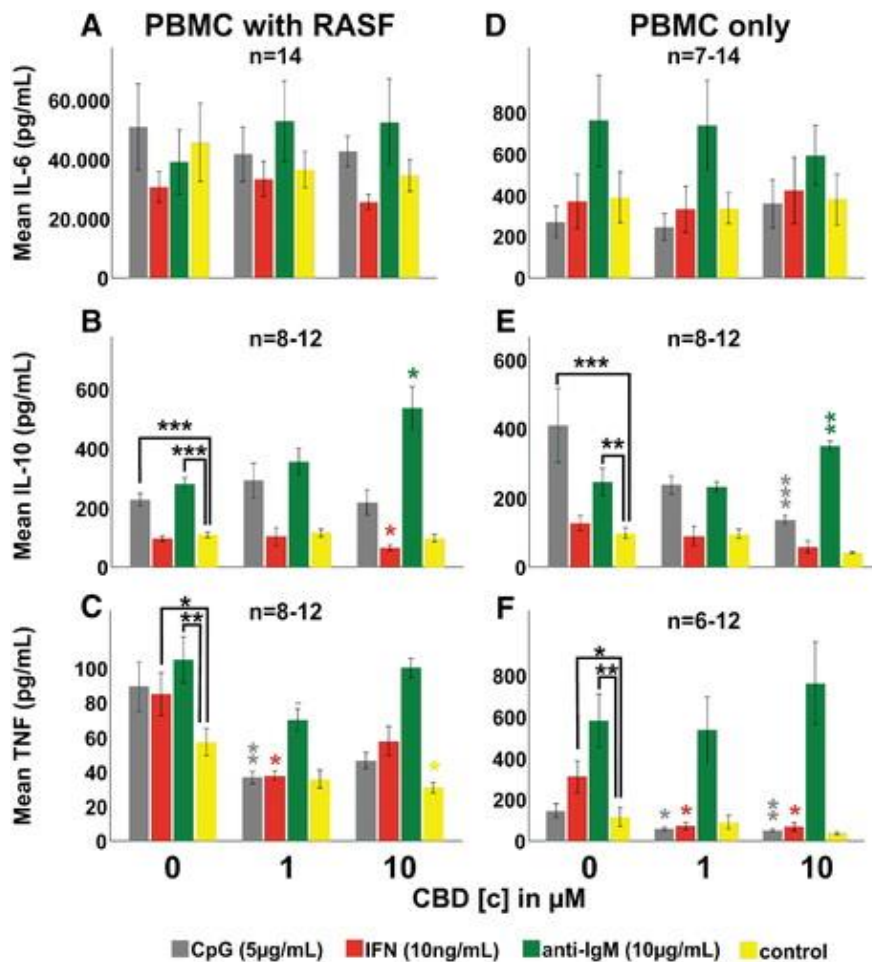 A PBMC with RASF
n=14
Mean IL-6 (pg/mL)
60.000
40.000
20.000
0
D PBMC only
n=7-14
800
600
400
200
0
B
n=8-12
Mean IL-10 (pg/mL)
600
400
200
0
***
***
*
*
E
n=8-12
600
400
200
0
***
**
***
**
C
n=8-12
Mean TNF (pg/mL)
100
80
60
40
20
0
*
**
**
*
*
F
n=6-12
800
600
400
200
0
*
**
*
*
**
*
0 1 10 0 1 10
CBD [c] in µM
CpG (5µg/mL) IFN (10ng/mL) anti-IgM (10µg/mL) control